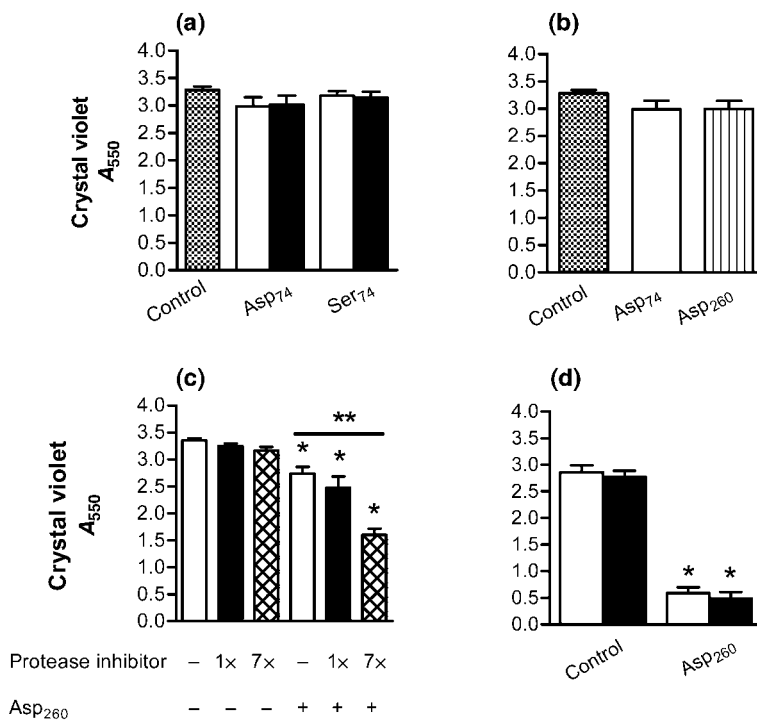 (a)
Crystal violet
A550
4.0
3.5
3.0
2.5
2.0
1.5
1.0
0.5
0.0
Control
Asp74
Ser74
(b)
4.0
3.5
3.0
2.5
2.0
1.5
1.0
0.5
0.0
Control
Asp74
Asp260
(c)
Crystal violet
A550
4.0
3.5
3.0
2.5
2.0
1.5
1.0
0.5
0.0
**
*
*
*
Protease inhibitor – 1× 7× – 1× 7×
Asp260 – – – + + +
(d)
4.0
3.5
3.0
2.5
2.0
1.5
1.0
0.5
0.0
* *
Control
Asp260